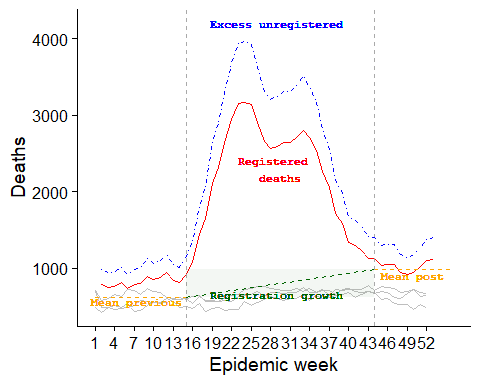 Excess unregistered
4000
3000
Registered
deaths
2000
1000
Mean post
Registration growth
Mean previous
Deaths
1 4 7 10 13 16 19 22 25 28 31 34 37 40 43 46 49 52
Epidemic week